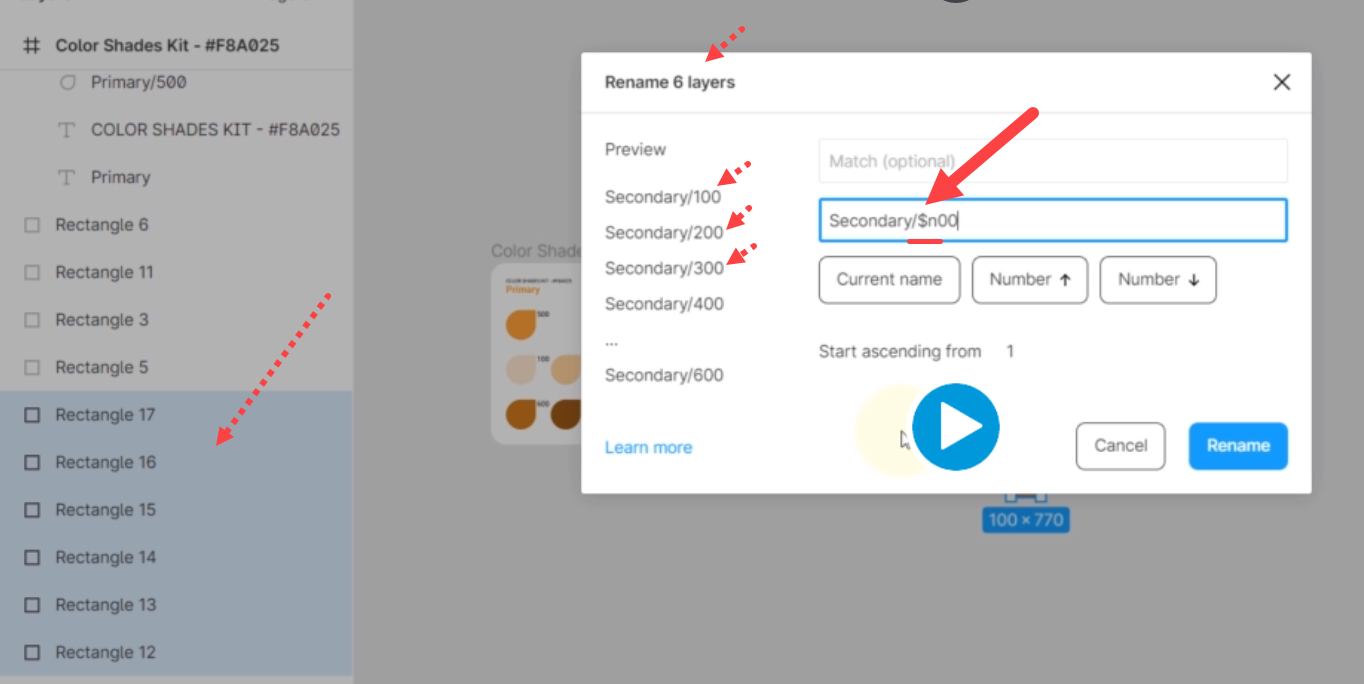 Color Shades Kit - #F8A025
Primary/500
COLOR SHADES KIT - #F8A025
Primary
Rectangle 6
Rectangle 11
Rectangle 3
Rectangle 5
Rectangle 17
Rectangle 16
Rectangle 15
Rectangle 14
Rectangle 13
Rectangle 12
Color Shade
COLOR SHADES KIT - #F8A025
Primary
500
100
600
Rename 6 layers
Preview
Secondary/100
Secondary/200
Secondary/300
Secondary/400
...
Secondary/600
Learn more
Match (optional)
Secondary/$n00
Current name
Number ↑
Number ↓
Start ascending from 1
Cancel
Rename
100 × 770